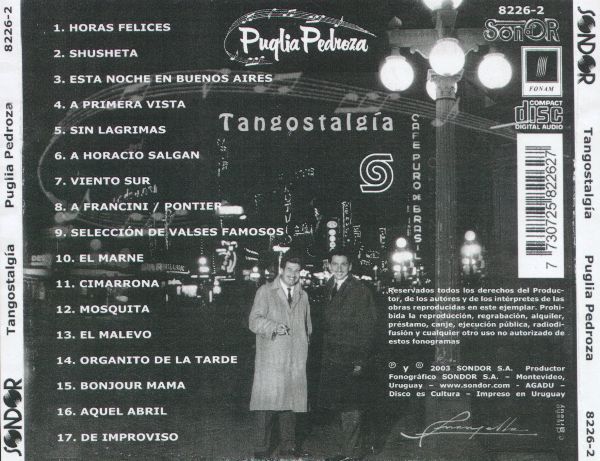 8226-2
SONDOR
Tangostalgía
Puglia Pedroza
1. HORAS FELICES
2. SHUSHETA
3. ESTA NOCHE EN BUENOS AIRES
4. A PRIMERA VISTA
5. SIN LAGRIMAS
6. A HORACIO SALGAN
7. VIENTO SUR
8. A FRANCINI / PONTIER
9. SELECCIÓN DE VALSES FAMOSOS
10. EL MARNE
11. CIMARRONA
12. MOSQUITA
13. EL MALEVO
14. ORGANITO DE LA TARDE
15. BONJOUR MAMA
16. AQUEL ABRIL
17. DE IMPROVISO
Puglia Pedroza
Tangostalgía
CAFE PURO DE BRAS
8226-2
SONDOR
FONAM
COMPACT
disc
DIGITAL AUDIO
7 730725 822627
Reservados todos los derechos del Produc-
tor, de los autores y de los intérpretes de las
obras reproducidas en este ejemplar. Prohi-
bida la reproducción, regrabación, alquiler,
préstamo, canje, ejecución pública, radiodi-
fusión y cualquier otro uso no autorizado de
estos fonogramas
℗ y © 2003 SONDOR S.A. Productor
Fonográfico SONDOR S.A. – Montevideo,
Uruguay – www.sondor.com - AGADU –
Disco es Cultura – Impreso en Uruguay
SONDOR
Tangostalgía
Puglia Pedroza
8226-2